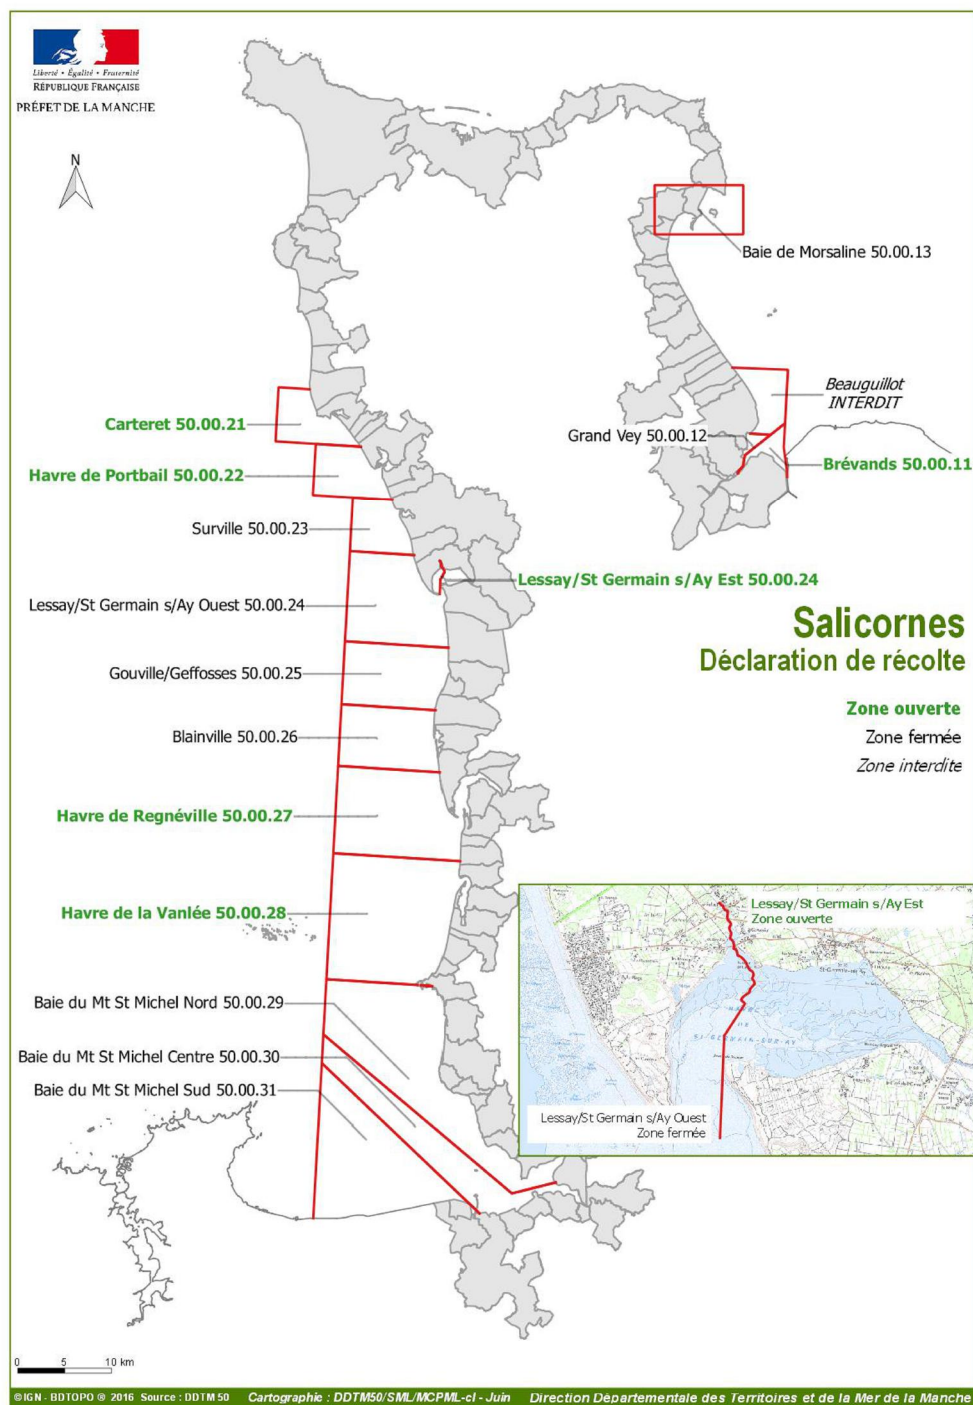 Liberté • Égalité • Fraternité
RÉPUBLIQUE FRANÇAISE
PRÉFET DE LA MANCHE
N
Baie de Morsaline 50.00.13
Beauguillot
INTERDIT
Carteret 50.00.21
Grand Vey 50.00.12
Brévands 50.00.11
Havre de Portbail 50.00.22
Surville 50.00.23
Lessay/St Germain s/Ay Est 50.00.24
Lessay/St Germain s/Ay Ouest 50.00.24
Salicornes
Déclaration de récolte
Gouville/Geffosses 50.00.25
Zone ouverte
Blainville 50.00.26
Zone fermée
Zone interdite
Havre de Regnéville 50.00.27
Havre de la Vanlée 50.00.28
Lessay/St Germain s/Ay Est
Zone ouverte
Baie du Mt St Michel Nord 50.00.29
Baie du Mt St Michel Centre 50.00.30
Baie du Mt St Michel Sud 50.00.31
HAVRE
DE
ST-GERMAIN-SUR-AY
Lessay/St Germain s/Ay Ouest
Zone fermée
0 5 10 km
©IGN - BDTOPO ® 2016 Source : DDTM 50 Cartographie : DDTM50/SML/MCPML-cl - Juin Direction Départementale des Territoires et de la Mer de la Manche